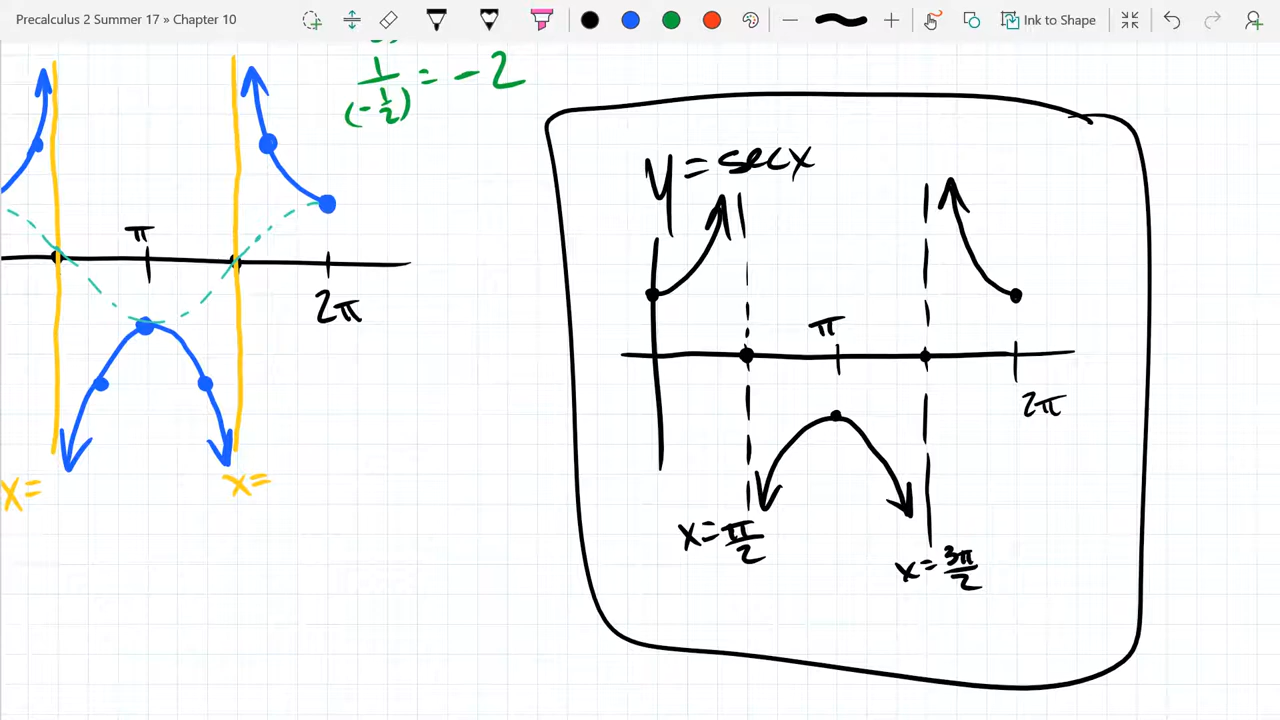 Precalculus 2 Summer 17 » Chapter 10
Ink to Shape
1/(-1/2) = -2
π
2π
x=
x=
y = sec x
π
2π
x = π/2
x = 3π/2